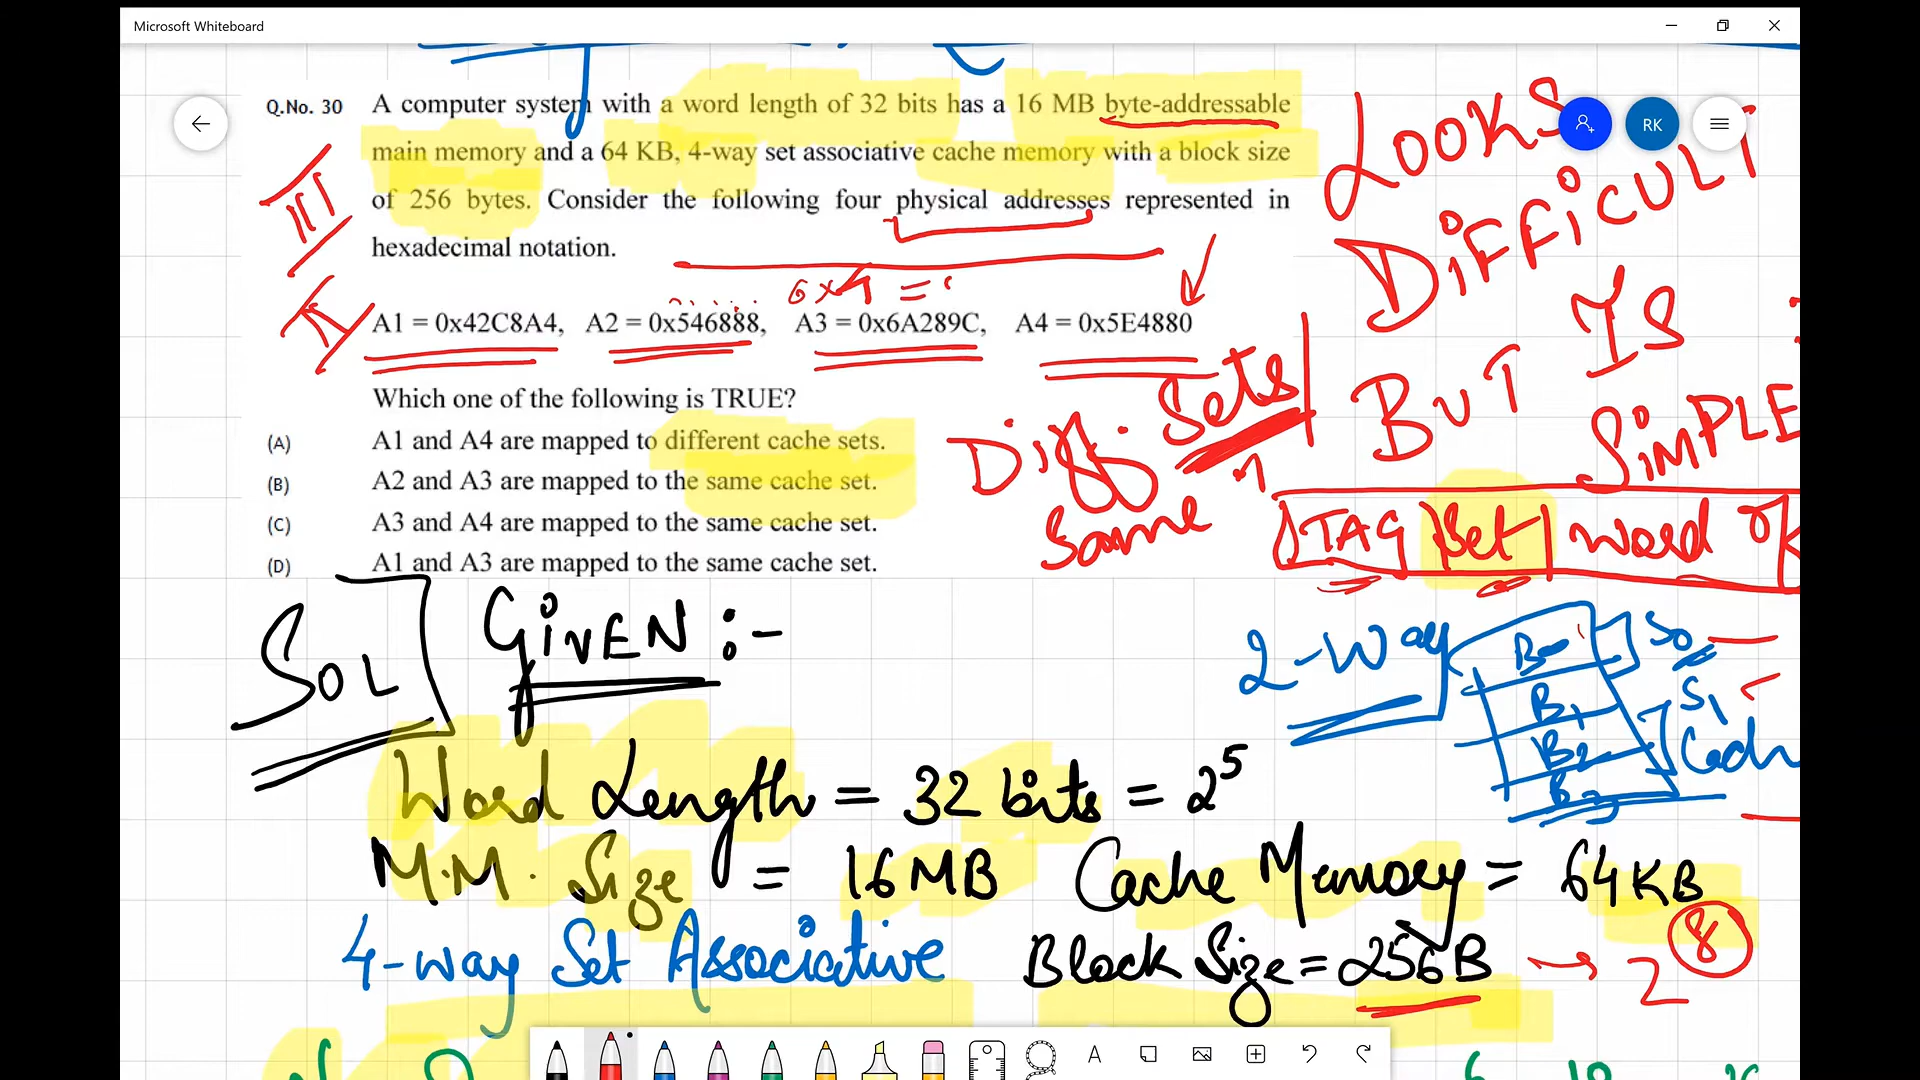 Microsoft Whiteboard
Q.No. 30 A computer system with a word length of 32 bits has a 16 MB byte-addressable
main memory and a 64 KB, 4-way set associative cache memory with a block size
of 256 bytes. Consider the following four physical addresses represented in
hexadecimal notation.
III
II
6x4 =
A1 = 0x42C8A4, A2 = 0x546888, A3 = 0x6A289C, A4 = 0x5E4880
Which one of the following is TRUE?
(A) A1 and A4 are mapped to different cache sets.
(B) A2 and A3 are mapped to the same cache set.
(C) A3 and A4 are mapped to the same cache set.
(D) A1 and A3 are mapped to the same cache set.
LOOKS
DIFFICULT
IS
BUT
SIMPLE
RK
Diff. Sets
Same "
TAG Set Word
SOL GIVEN :-
2-Way
S0
B1 S1
B2 Cach
Word Length = 32 bits = 2^5
M.M. Size = 16MB Cache Memory = 64KB
4-way Set Associative Block Size = 256B → 2^8
A